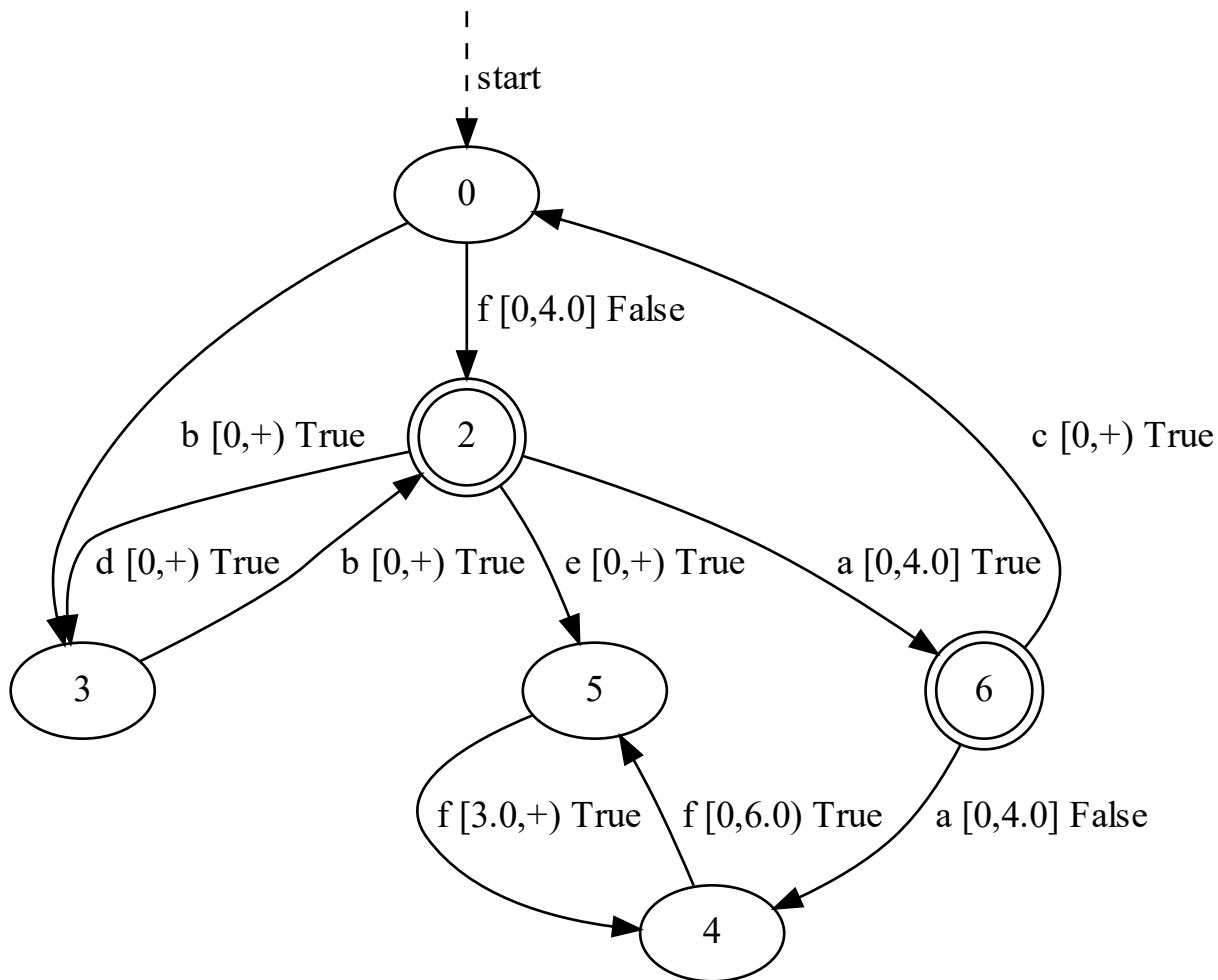 start
0
f [0,4.0] False
b [0,+) True
2
c [0,+) True
d [0,+) True
b [0,+) True
e [0,+) True
a [0,4.0] True
3
5
6
f [3.0,+) True
f [0,6.0) True
a [0,4.0] False
4